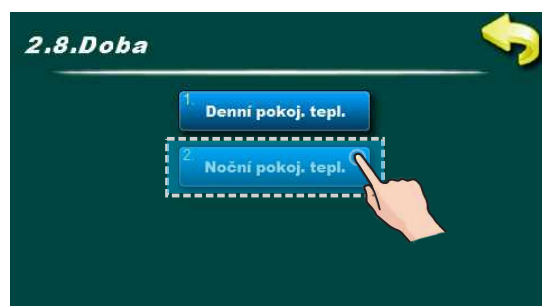 2.8.Doba
1.
Denní pokoj. tepl.
2.
Noční pokoj. tepl.